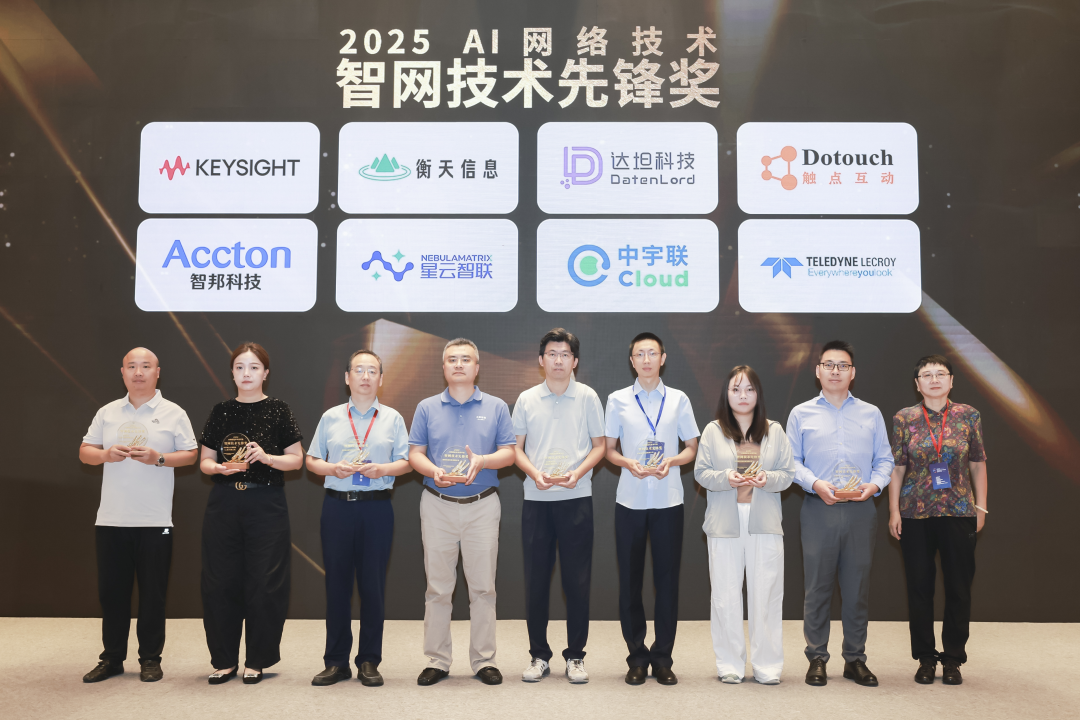 2025 AI网络技术
智网技术先锋奖
KEYSIGHT
衡天信息
达坦科技
DatenLord
Dotouch
触点互动
Accton
智邦科技
NEBULAMATRIX
星云智联
中宇联
Cloud
TELEDYNE LECROY
Everywhereyoulook